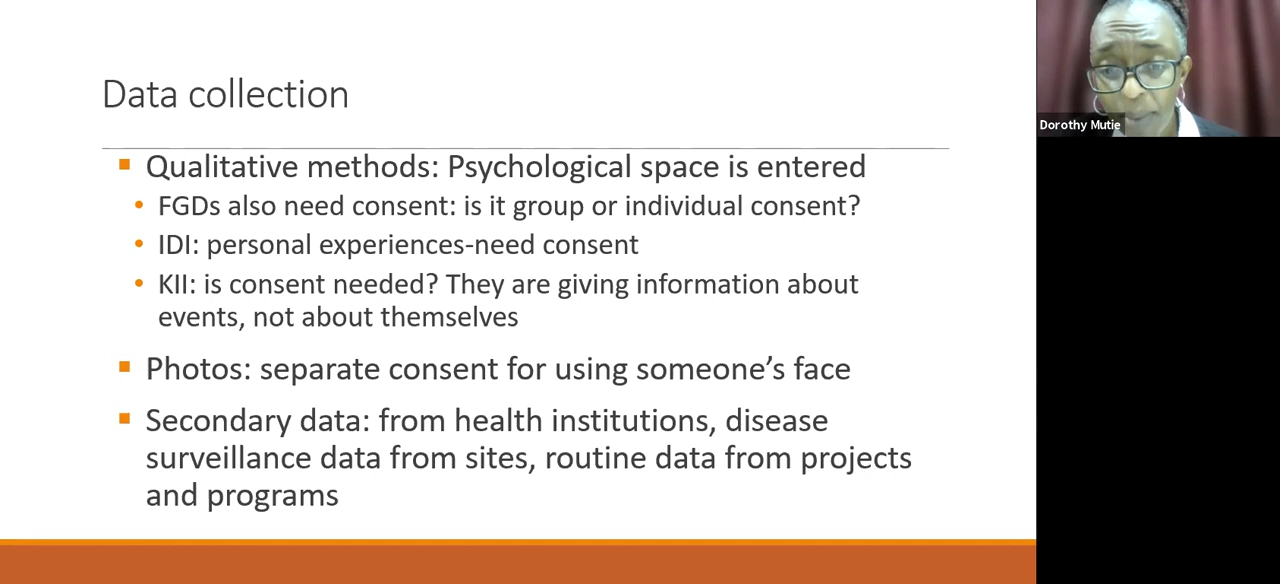 Data collection
Qualitative methods: Psychological space is entered
FGDs also need consent: is it group or individual consent?
IDI: personal experiences-need consent
KII: is consent needed? They are giving information about
events, not about themselves
Photos: separate consent for using someone’s face
Secondary data: from health institutions, disease
surveillance data from sites, routine data from projects
and programs
Dorothy Mutie